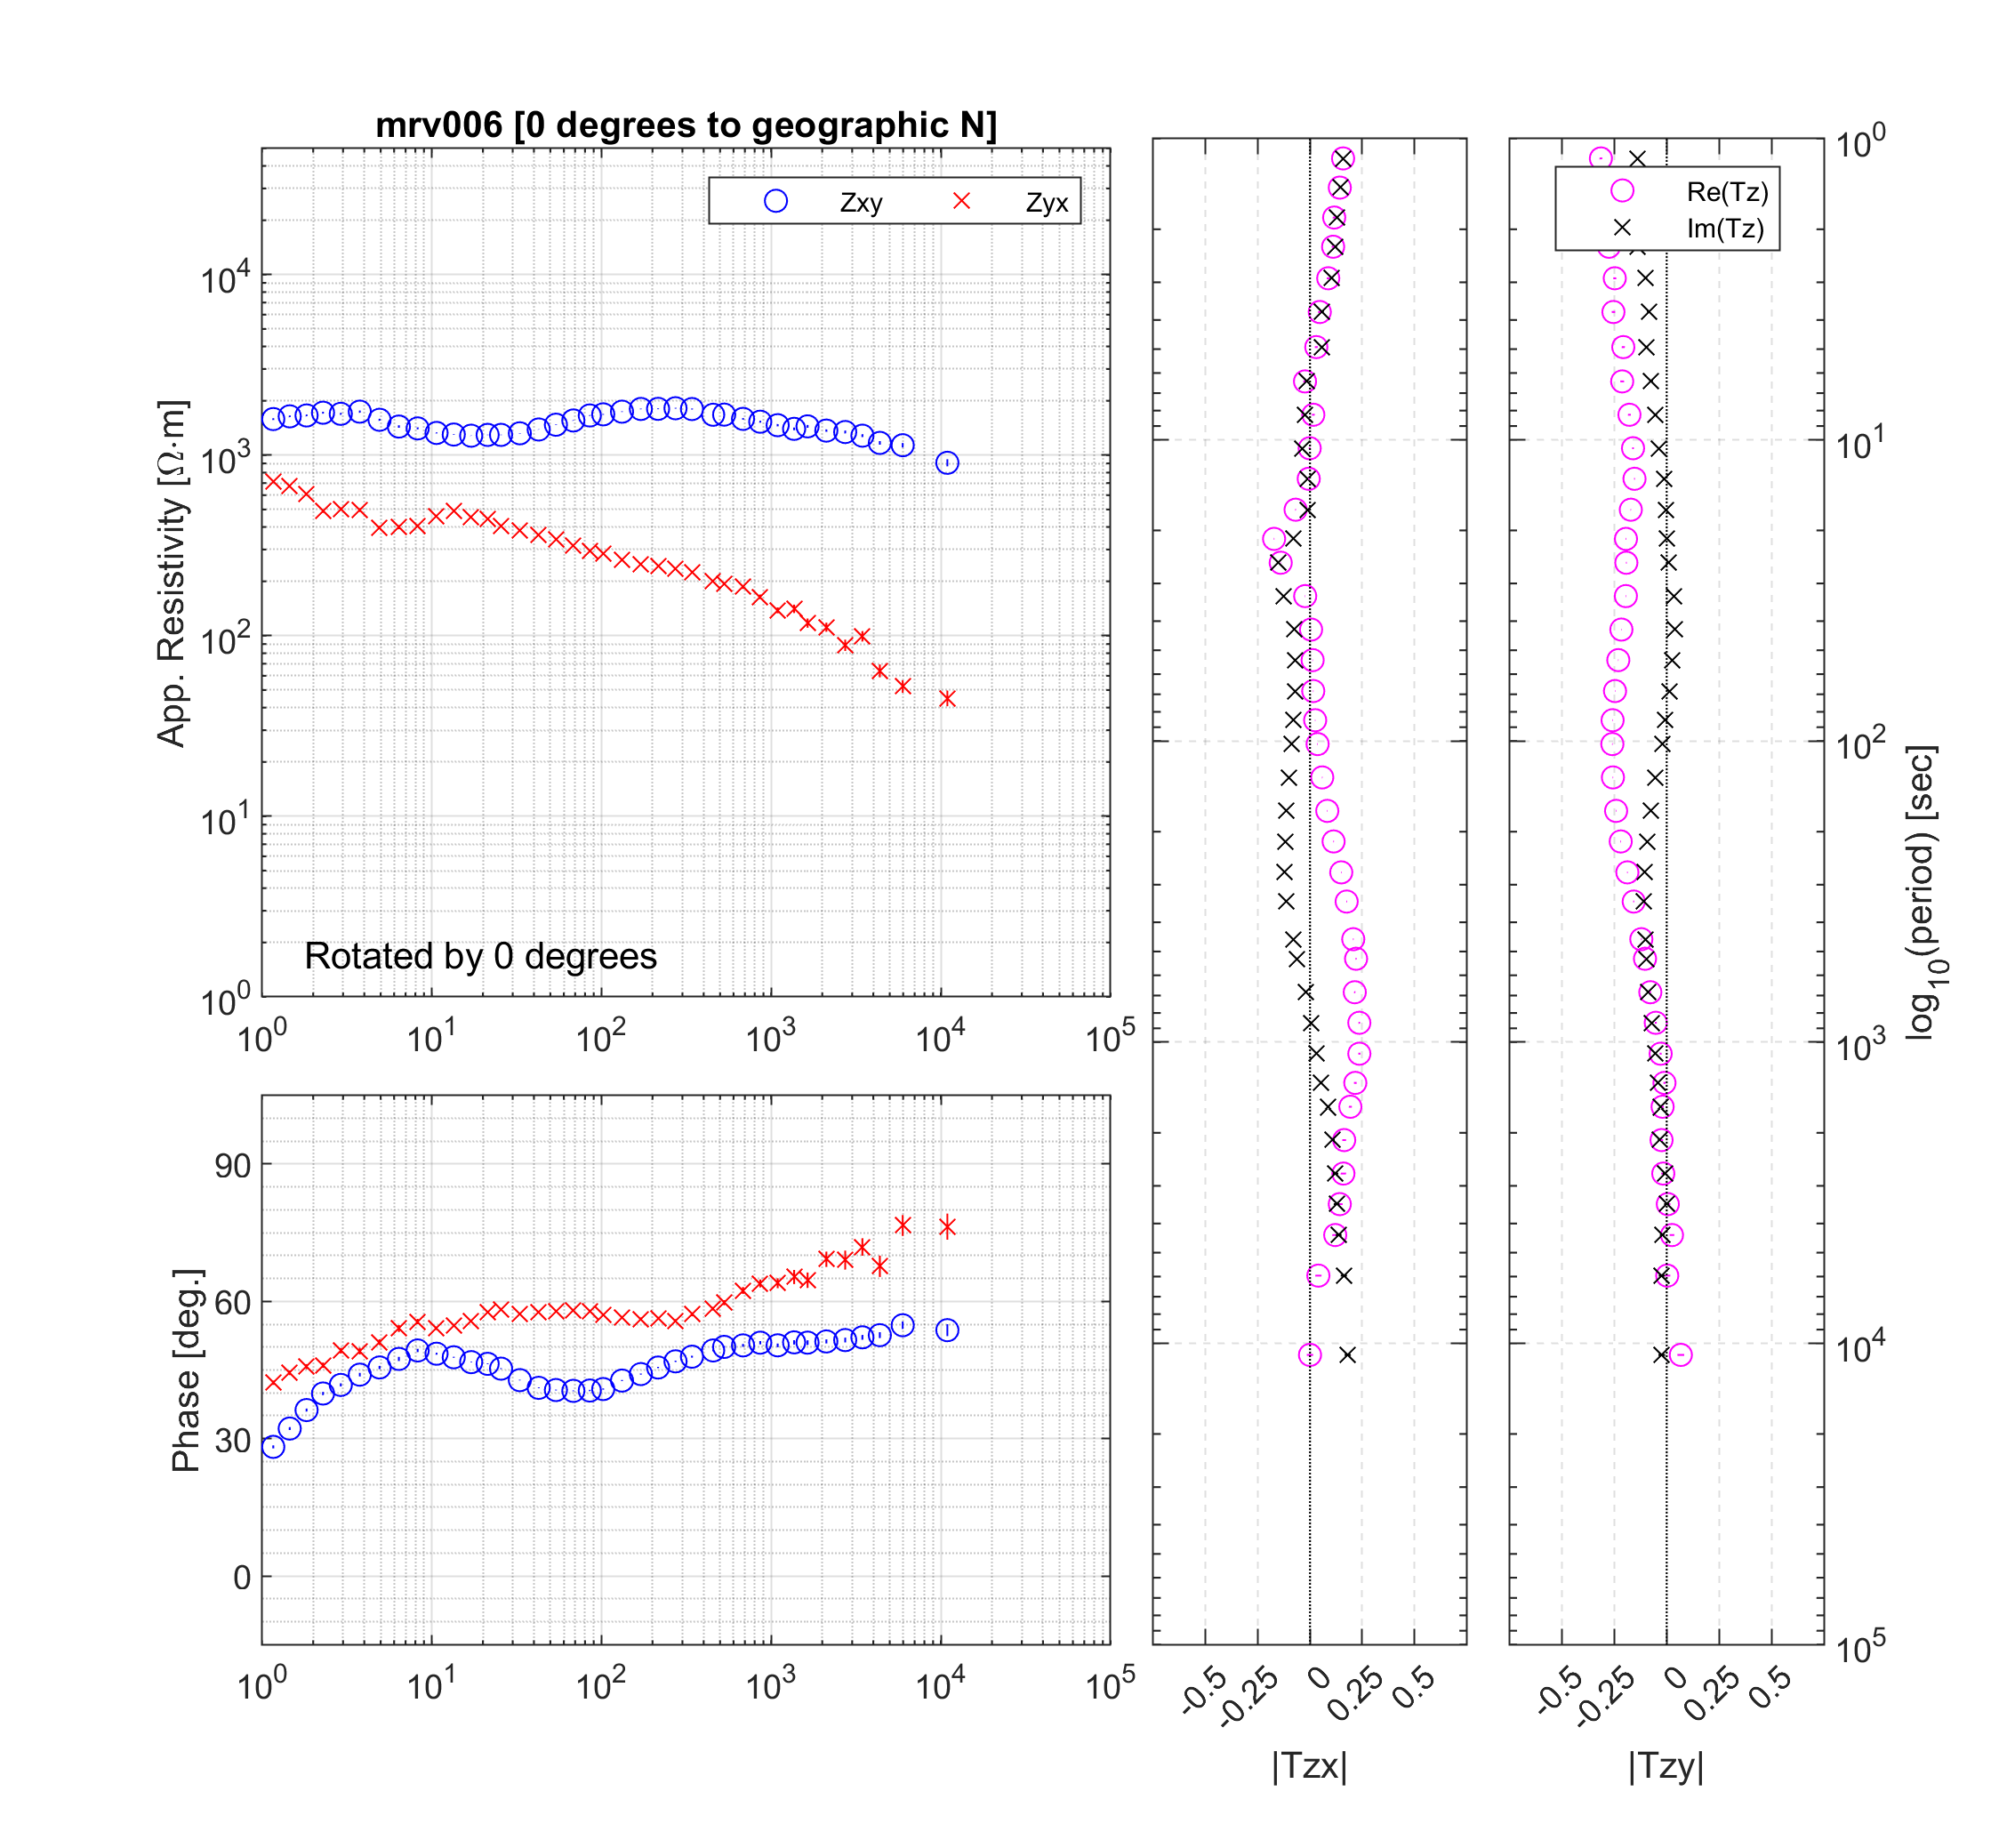 mrv006 [0 degrees to geographic N]
App. Resistivity [Ω·m]
10^4
10^3
10^2
10^1
10^0
Zxy Zyx
Rotated by 0 degrees
10^0 10^1 10^2 10^3 10^4 10^5
Phase [deg.]
90
60
30
0
10^0 10^1 10^2 10^3 10^4 10^5
-0.5 -0.25 0 0.25 0.5
|Tzx|
Re(Tz)
Im(Tz)
-0.5 -0.25 0 0.25 0.5
|Tzy|
10^0
10^1
10^2
10^3
10^4
10^5
log_10(period) [sec]